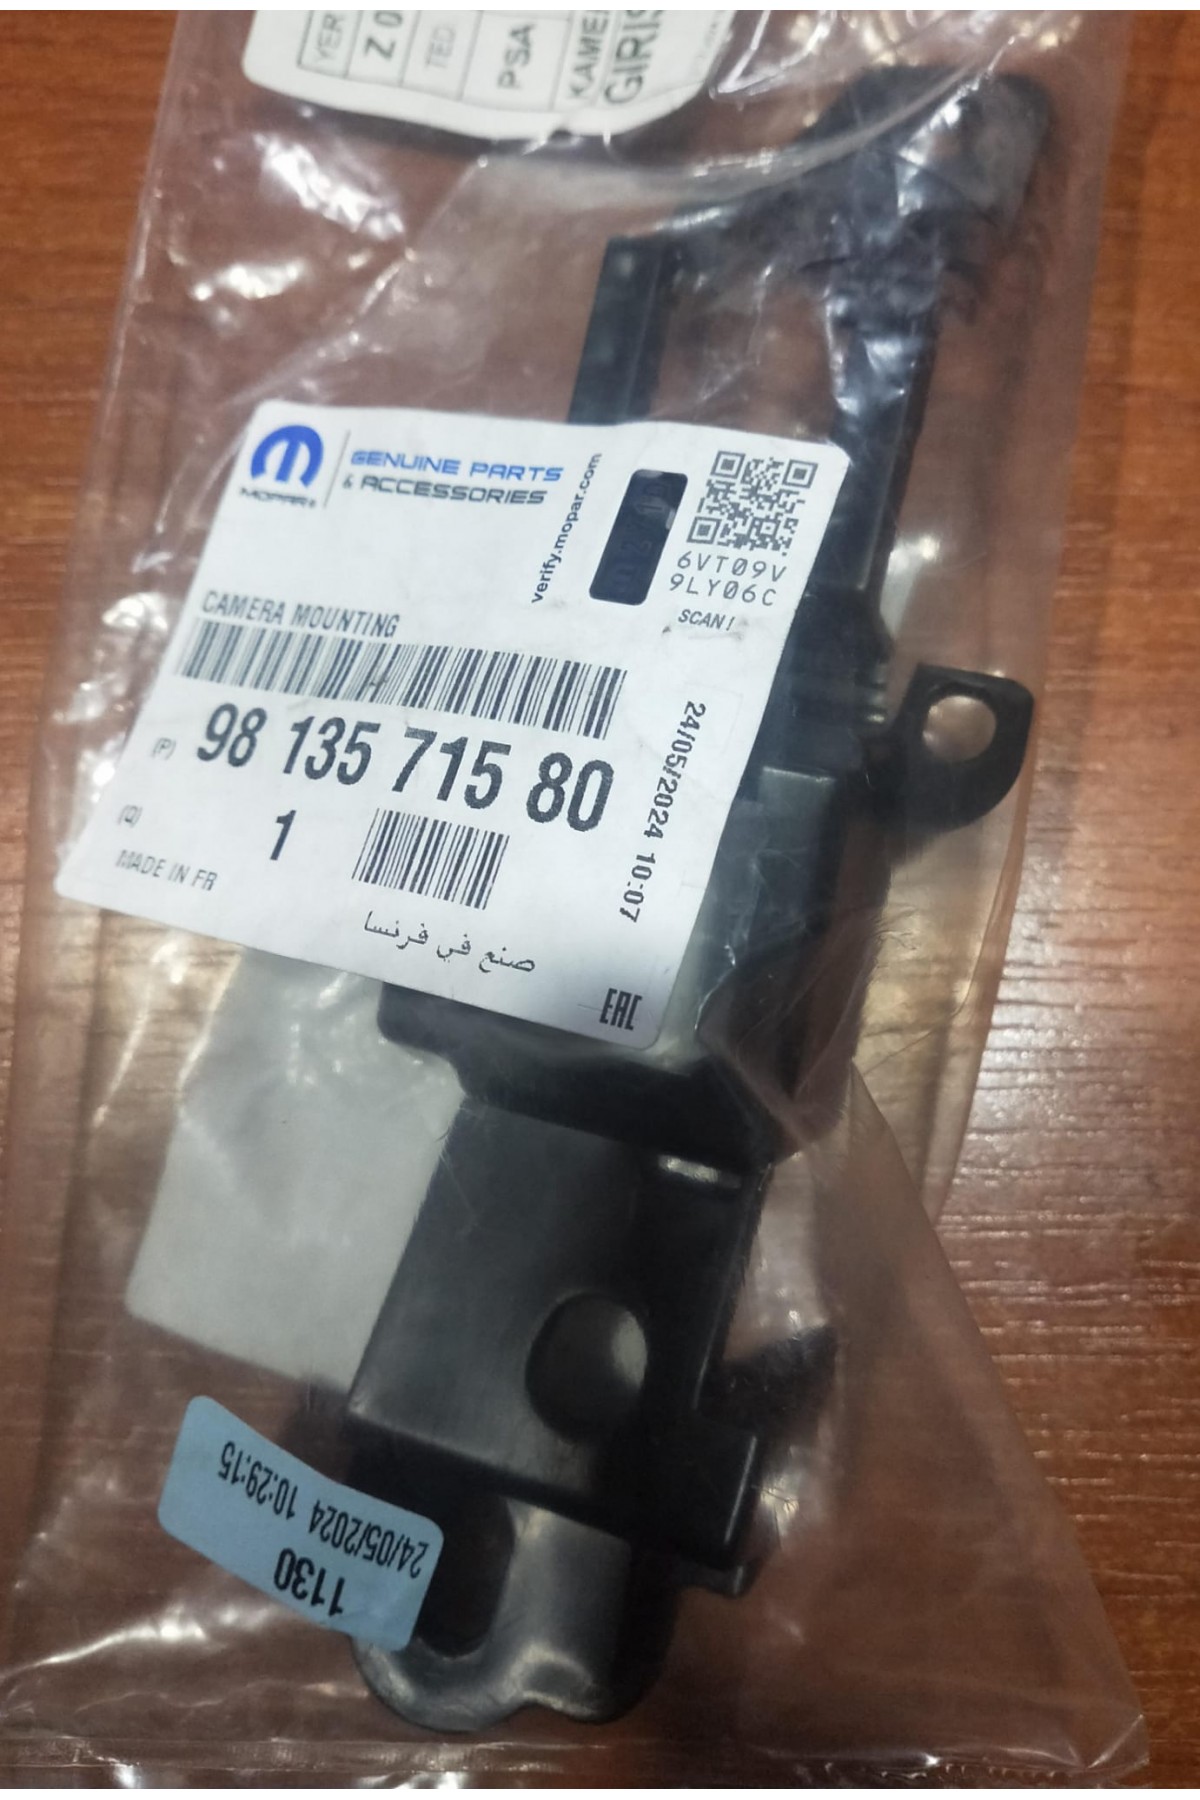 YER
Z 0
TED
PSA
KAME
GIRIS
MOPAR®
GENUINE PARTS
& ACCESSORIES
verify.mopar.com
6VT09V
9LY06C
SCAN!
CAMERA MOUNTING
(P) 98 135 715 80
(Q) 1
MADE IN FR
صنع في فرنسا
24/05/2024 10:07
EAC
1130
24/05/2024 10:29:15